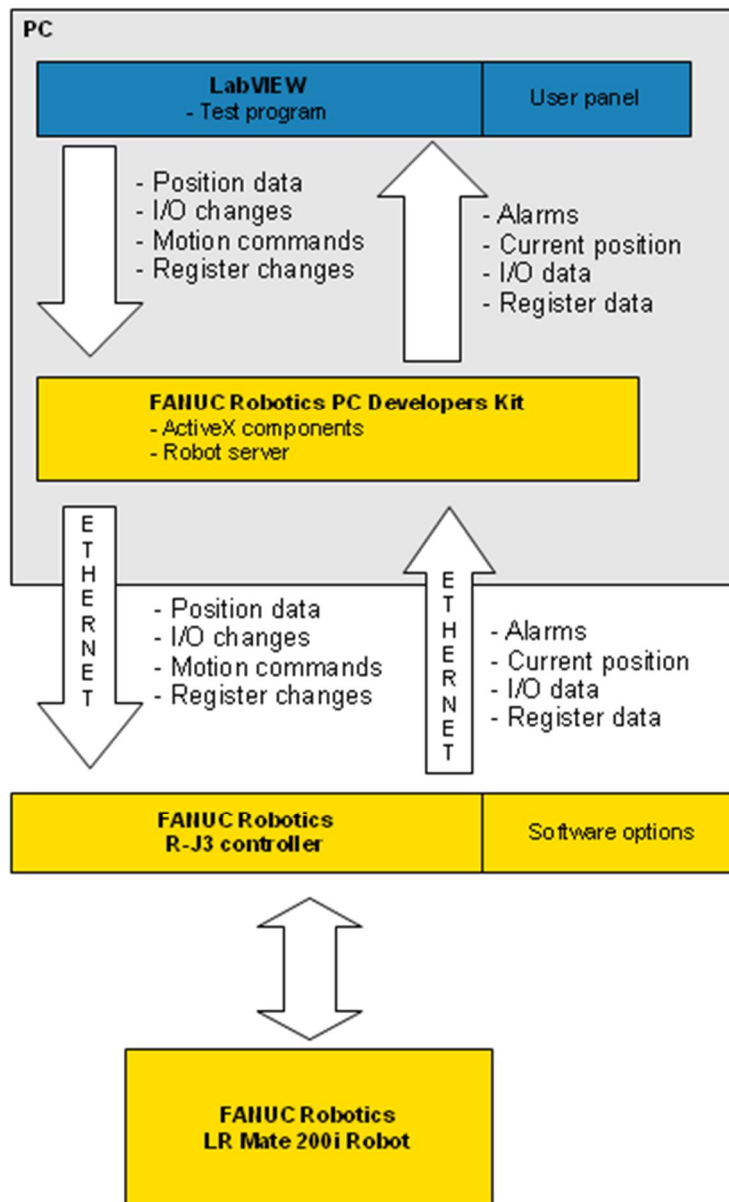 PC
LabVIEW
- Test program
User panel
- Position data
- I/O changes
- Motion commands
- Register changes
- Alarms
- Current position
- I/O data
- Register data
FANUC Robotics PC Developers Kit
- ActiveX components
- Robot server
ETHERNET
- Position data
- I/O changes
- Motion commands
- Register changes
ETHERNET
- Alarms
- Current position
- I/O data
- Register data
FANUC Robotics
R-J3 controller
Software options
FANUC Robotics
LR Mate 200i Robot